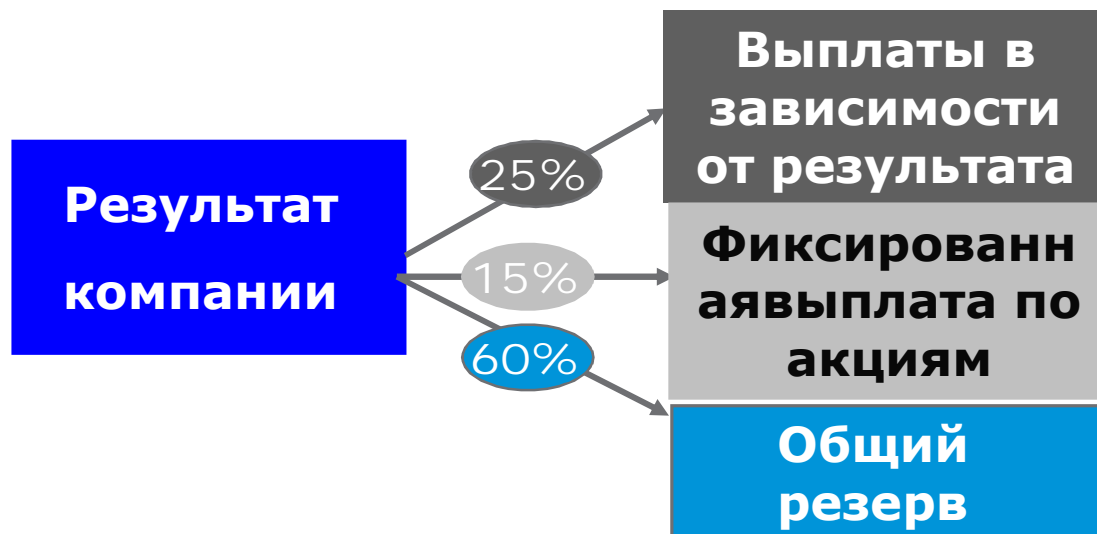 Результат
компании
25%
15%
60%
Выплаты в
зависимости
от результата
Фиксированн
аявыплата по
акциям
Общий
резерв